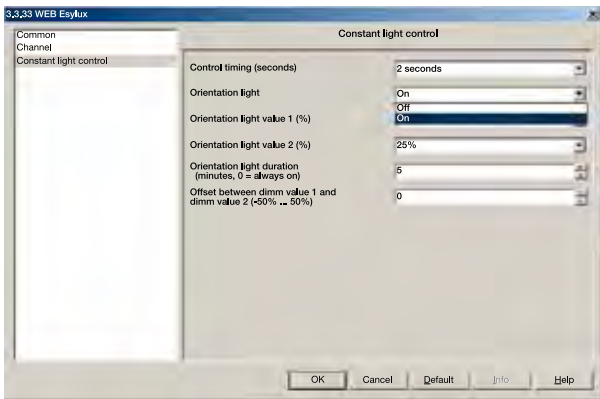 3,3,33 WEB Esylux
Common
Channel
Constant light control
Constant light control
Control timing (seconds)
2 seconds
Orientation light
On
Off
On
Orientation light value 1 (%)
Orientation light value 2 (%)
25%
Orientation light duration
(minutes, 0 = always on)
5
Offset between dimm value 1 and
dimm value 2 (-50% ... 50%)
0
OK
Cancel
Default
Info
Help